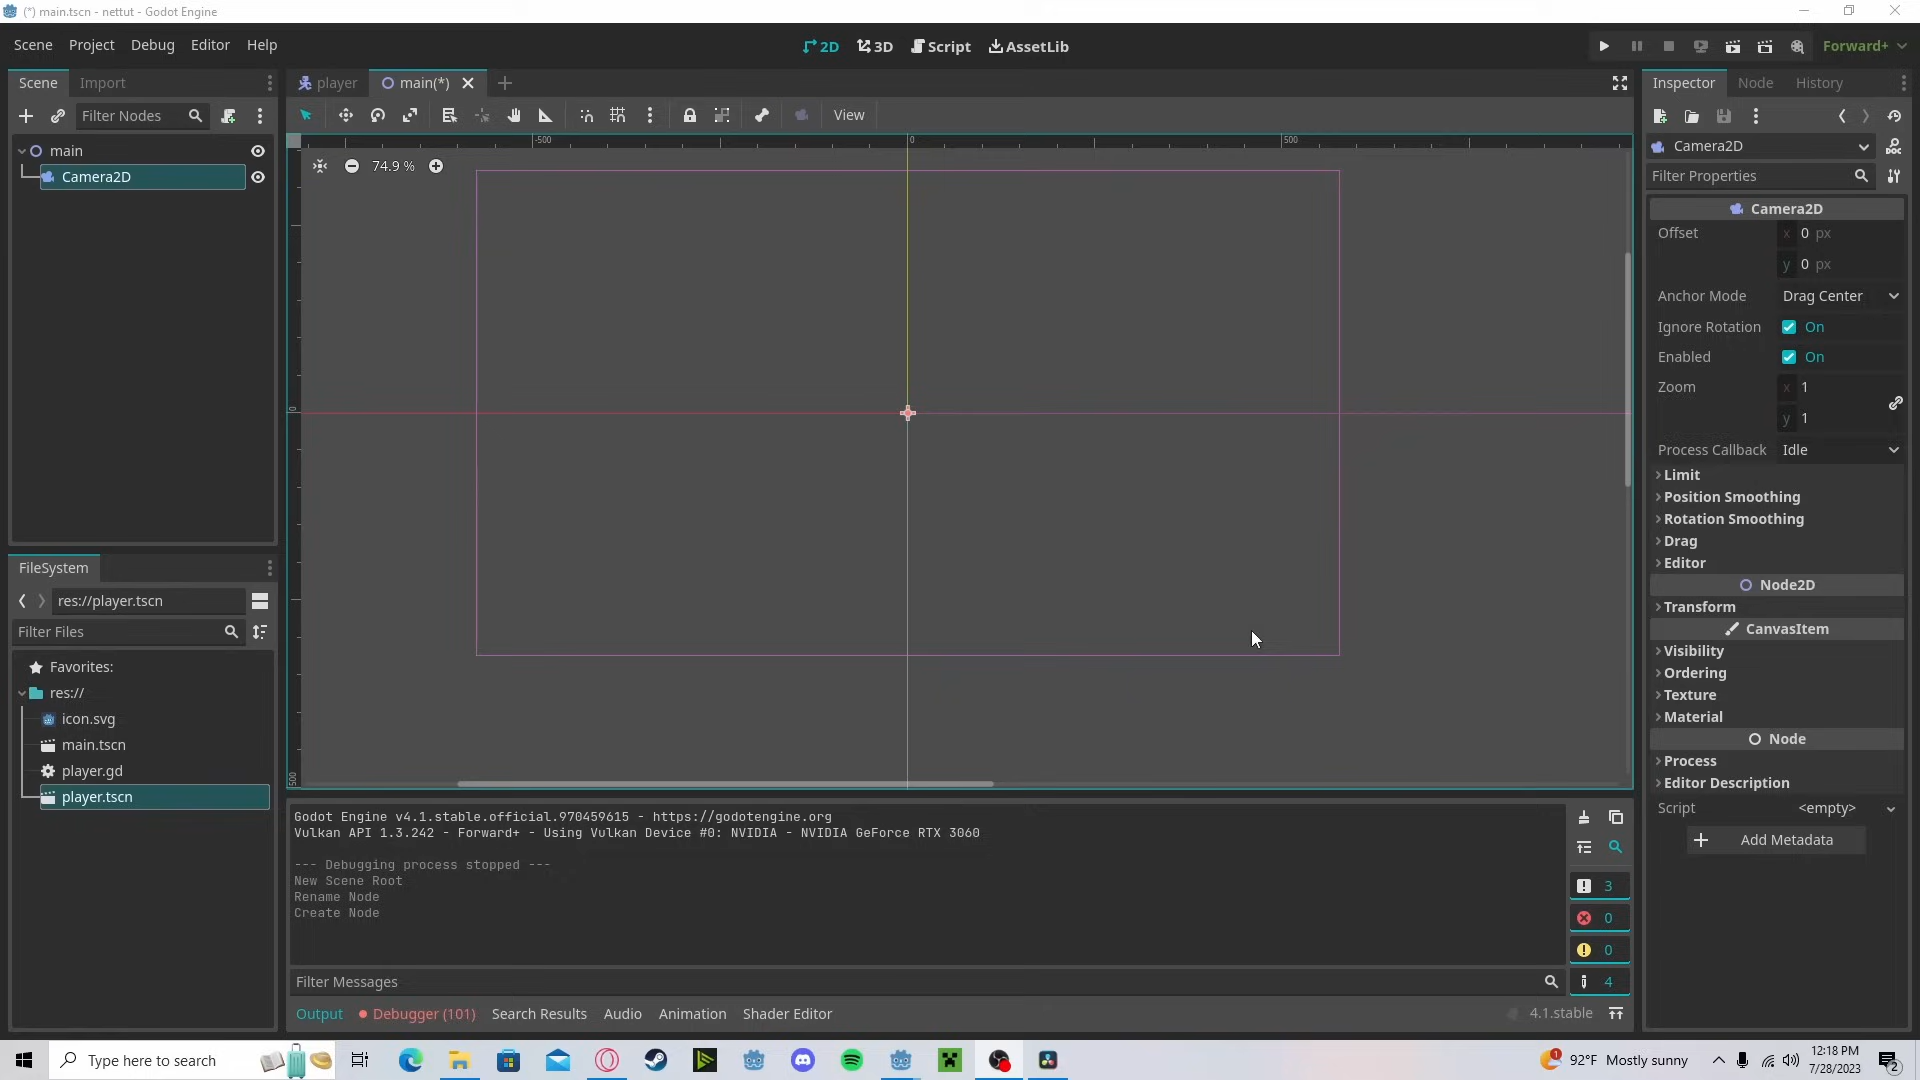 (*) main.tscn - nettut - Godot Engine
Scene Project Debug Editor Help
2D 3D Script AssetLib
Forward+
Scene Import
player main(*)
Inspector Node History
Filter Nodes
View
main
Camera2D
-500 0 500
74.9 %
0
500
Camera2D
Filter Properties
Camera2D
Offset x 0 px
y 0 px
Anchor Mode Drag Center
Ignore Rotation On
Enabled On
Zoom x 1
y 1
Process Callback Idle
Limit
Position Smoothing
Rotation Smoothing
Drag
Editor
Node2D
Transform
CanvasItem
Visibility
Ordering
Texture
Material
Node
Process
Editor Description
Script <empty>
Add Metadata
FileSystem
res://player.tscn
Filter Files
Favorites:
res://
icon.svg
main.tscn
player.gd
player.tscn
Godot Engine v4.1.stable.official.970459615 - https://godotengine.org
Vulkan API 1.3.242 - Forward+ - Using Vulkan Device #0: NVIDIA - NVIDIA GeForce RTX 3060
--- Debugging process stopped ---
New Scene Root
Rename Node
Create Node
3
0
0
4
Filter Messages
Output Debugger (101) Search Results Audio Animation Shader Editor
4.1.stable
Type here to search
1
92°F Mostly sunny
12:18 PM
7/28/2023
2